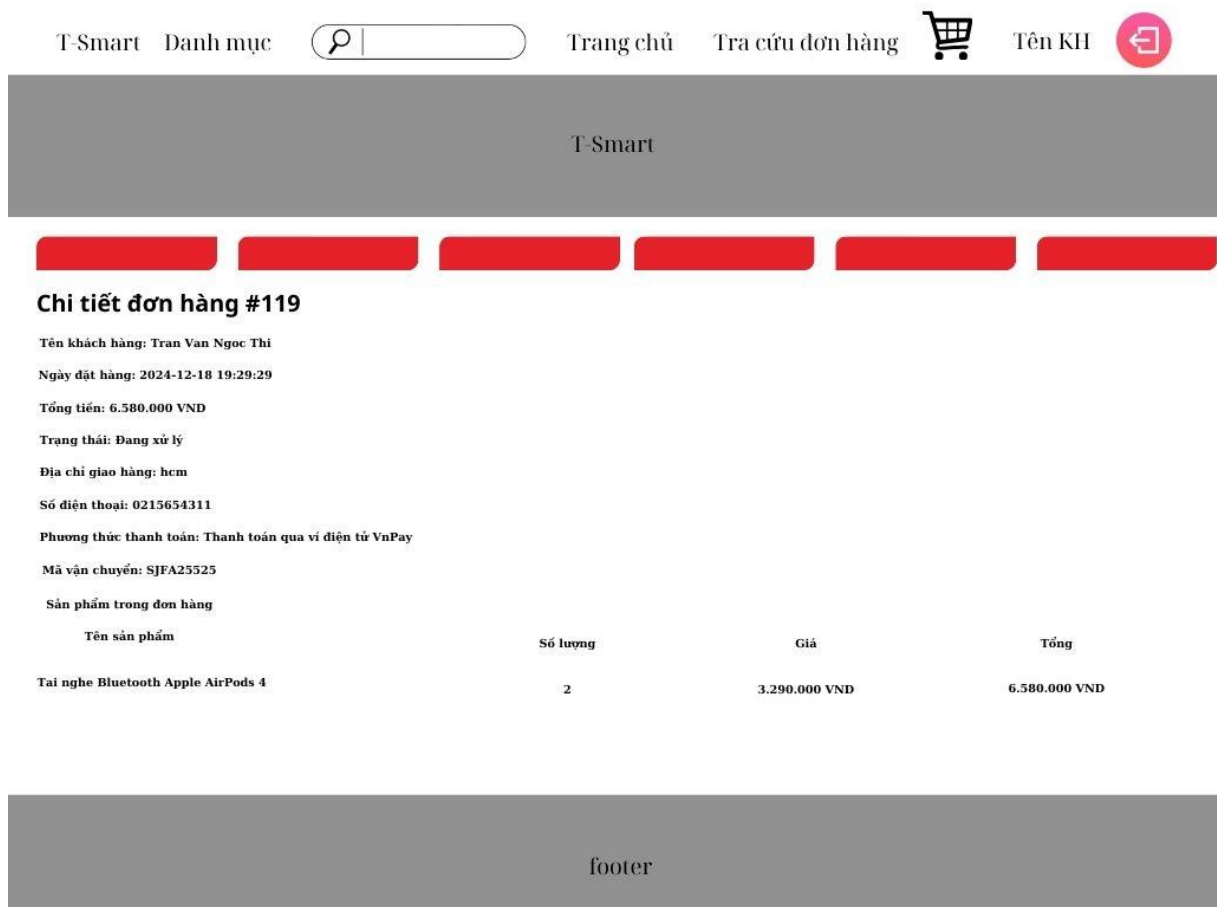 T-Smart Danh mục Trang chủ Tra cứu đơn hàng Tên KH
T-Smart
Chi tiết đơn hàng #119
Tên khách hàng: Tran Van Ngoc Thi
Ngày đặt hàng: 2024-12-18 19:29:29
Tổng tiền: 6.580.000 VND
Trạng thái: Đang xử lý
Địa chỉ giao hàng: hcm
Số điện thoại: 0215654311
Phương thức thanh toán: Thanh toán qua ví điện tử VnPay
Mã vận chuyển: SJFA25525
Sản phẩm trong đơn hàng
Tên sản phẩm Số lượng Giá Tổng
Tai nghe Bluetooth Apple AirPods 4 2 3.290.000 VND 6.580.000 VND
footer